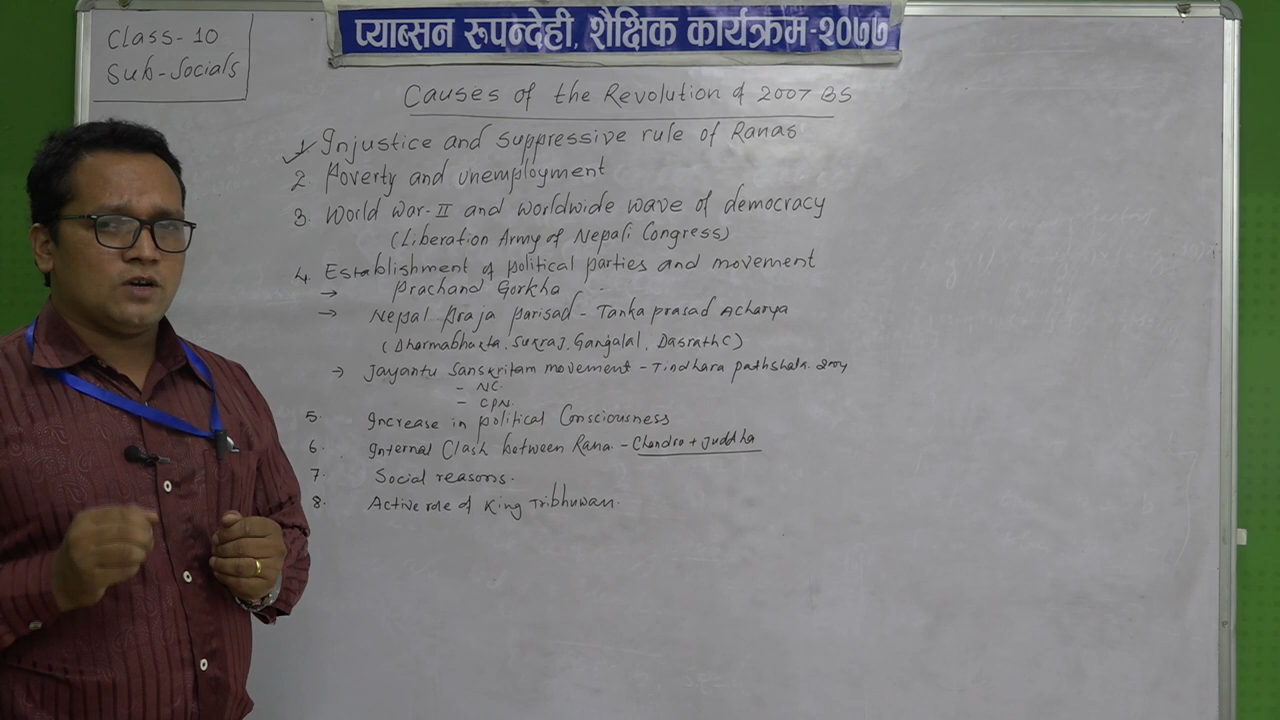 प्याब्सन रुपन्देही, शैक्षिक कार्यक्रम-२०७७
Class-10
Sub-Socials
Causes of the Revolution of 2007 BS
1. Injustice and suppressive rule of Ranas
2. Poverty and unemployment
3. World War-II and worldwide wave of democracy
(Liberation Army of Nepali Congress)
4. Establishment of political parties and movement
→ Prachand Gorkha
→ Nepal Praja Parisad - Tanka prasad Acharya
(Dharmabhakta, Sukraj, Gangalal, Dasrath C)
→ Jayantu Sanskritam movement - Tindhara pathshala. 2004
- NC.
- CPN.
5. Increase in political Consciousness
6. Internal Clash between Rana. - Chandra + Juddha
7. Social reasons.
8. Active role of King Tribhuwan.